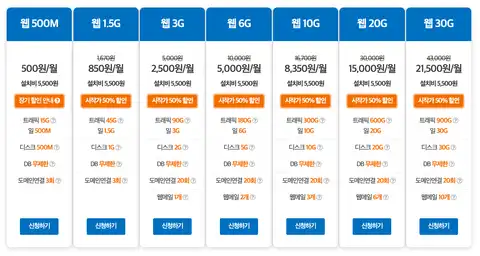 웹 500M
500원/월
설치비 5,500원
장기 할인 안내
트래픽 15G
일 500M
디스크 500M
DB 무제한
도메인연결 3회
신청하기
웹 1.5G
1,670원
850원/월
설치비 5,500원
시작가 50% 할인
트래픽 45G
일 1.5G
디스크 1G
DB 무제한
도메인연결 3회
신청하기
웹 3G
5,000원
2,500원/월
설치비 5,500원
시작가 50% 할인
트래픽 90G
일 3G
디스크 2G
DB 무제한
도메인연결 20회
웹메일 1개
신청하기
웹 6G
10,000원
5,000원/월
설치비 5,500원
시작가 50% 할인
트래픽 180G
일 6G
디스크 5G
DB 무제한
도메인연결 20회
웹메일 2개
신청하기
웹 10G
16,700원
8,350원/월
설치비 5,500원
시작가 50% 할인
트래픽 300G
일 10G
디스크 10G
DB 무제한
도메인연결 20회
웹메일 3개
신청하기
웹 20G
30,000원
15,000원/월
설치비 5,500원
시작가 50% 할인
트래픽 600G
일 20G
디스크 20G
DB 무제한
도메인연결 20회
웹메일 6개
신청하기
웹 30G
43,000원
21,500원/월
설치비 5,500원
시작가 50% 할인
트래픽 900G
일 30G
디스크 30G
DB 무제한
도메인연결 20회
웹메일 10개
신청하기